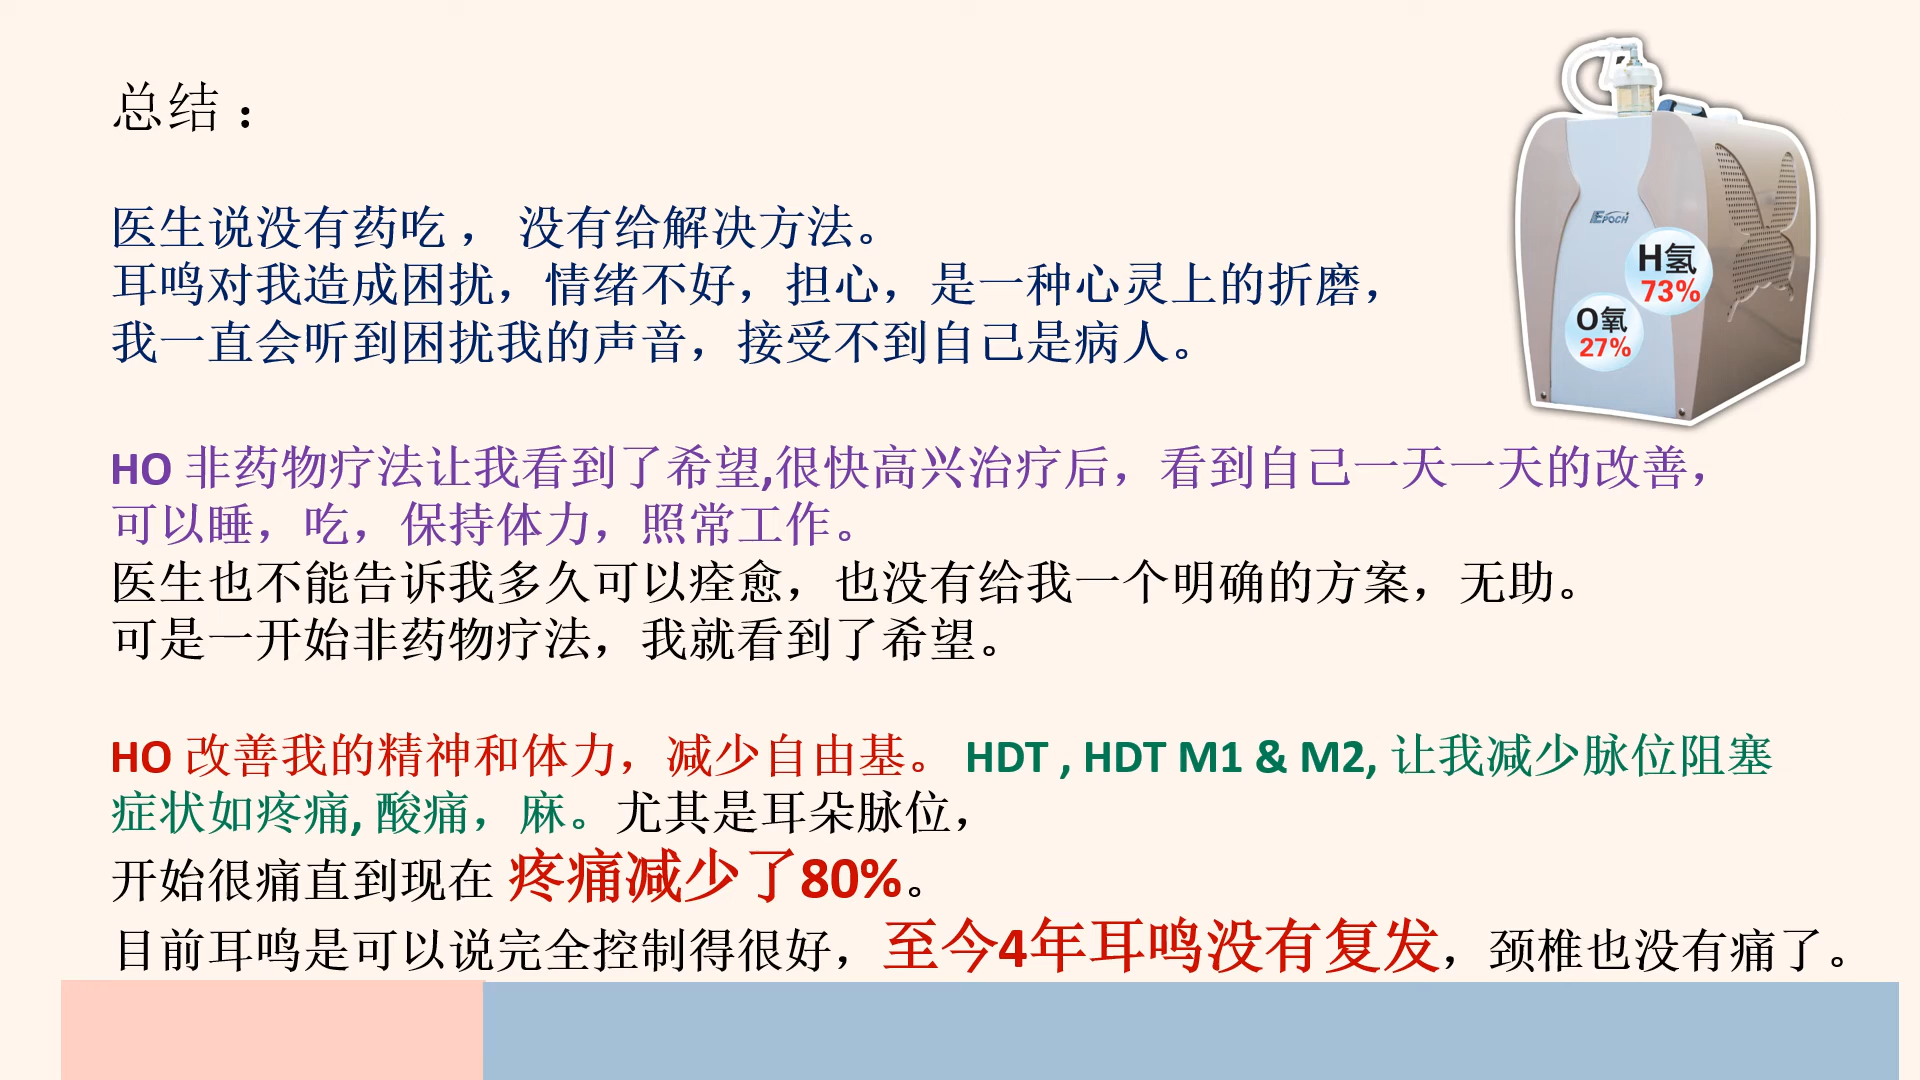 总结：
医生说没有药吃， 没有给解决方法。
耳鸣对我造成困扰，情绪不好，担心，是一种心灵上的折磨，
我一直会听到困扰我的声音，接受不到自己是病人。
EPOCH
H氢
73%
O氧
27%
HO 非药物疗法让我看到了希望,很快高兴治疗后，看到自己一天一天的改善，
可以睡，吃，保持体力，照常工作。
医生也不能告诉我多久可以痊愈，也没有给我一个明确的方案，无助。
可是一开始非药物疗法，我就看到了希望。
HO 改善我的精神和体力，减少自由基。 HDT , HDT M1 & M2, 让我减少脉位阻塞
症状如疼痛, 酸痛，麻。尤其是耳朵脉位，
开始很痛直到现在 疼痛减少了80%。
目前耳鸣是可以说完全控制得很好，至今4年耳鸣没有复发，颈椎也没有痛了。